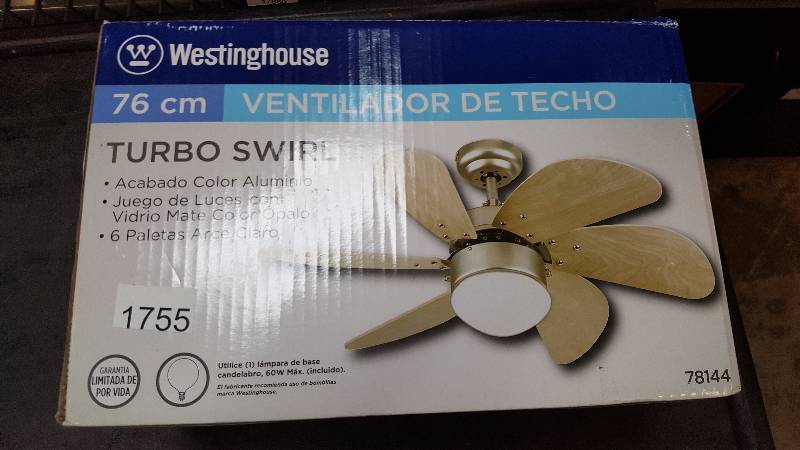 Westinghouse
76 cm VENTILADOR DE TECHO
TURBO SWIRL
• Acabado Color Aluminio
• Juego de Luces con
Vidrio Mate Color Opalo
• 6 Paletas Arce Claro
1755
GARANTIA
LIMITADA DE
POR VIDA
Utilice (1) lámpara de base
candelabro, 60W Máx. (incluido).
El fabricante recomienda uso de bombillas
marca Westinghouse.
78144